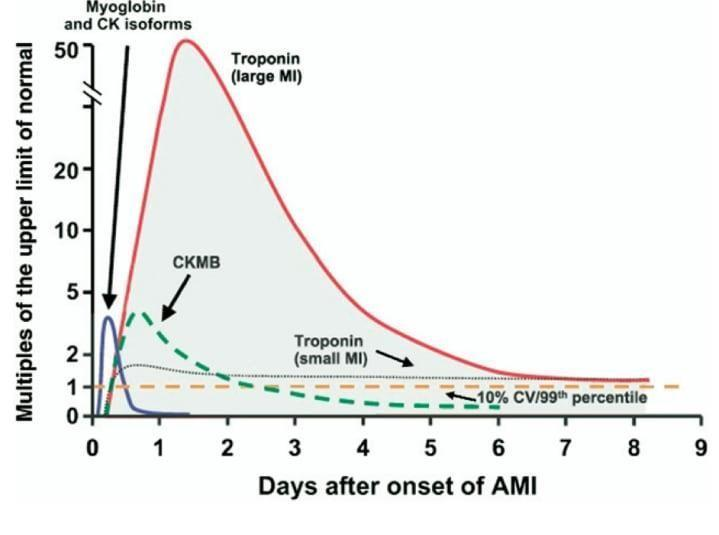 Myoglobin
and CK isoforms
Multiples of the upper limit of normal
50
20
10
5
2
1
0
Troponin
(large MI)
CKMB
Troponin
(small MI)
10% CV/99th percentile
0 1 2 3 4 5 6 7 8 9
Days after onset of AMI